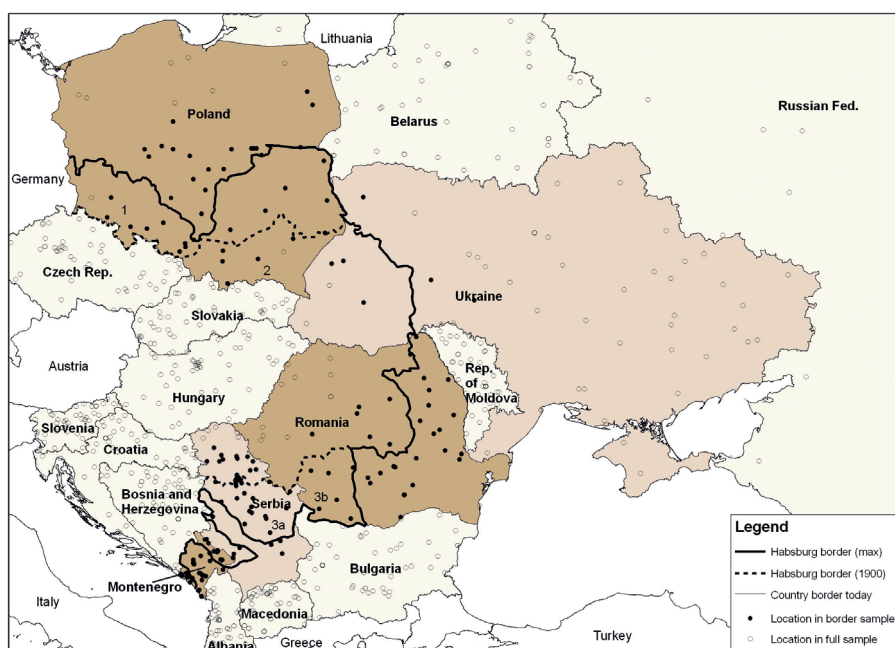 Lithuania
Poland
Belarus
Russian Fed.
Germany
1
Czech Rep.
2
Ukraine
Slovakia
Austria
Rep.
of
Moldova
Hungary
Romania
Slovenia
Croatia
Bosnia and
Herzegovina
Serbia
3b
3a
Legend
Habsburg border (max)
Habsburg border (1900)
Country border today
Location in border sample
Location in full sample
Bulgaria
Montenegro
Italy
Macedonia
Turkey
Albania
Greece